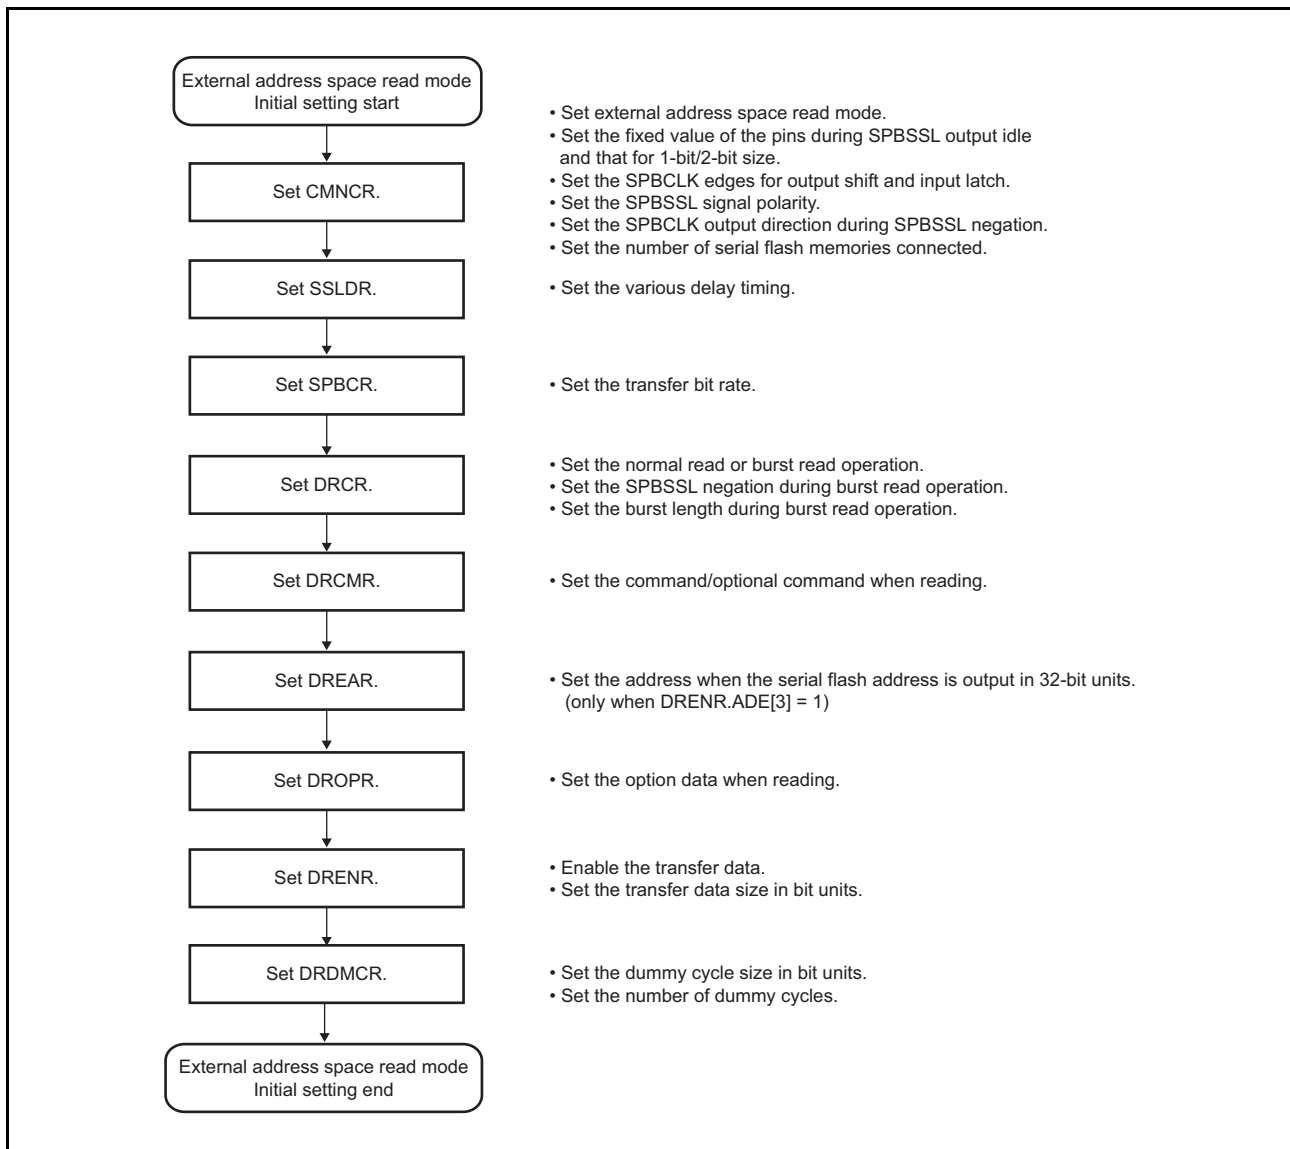 External address space read mode
Initial setting start
• Set external address space read mode.
• Set the fixed value of the pins during SPBSSL output idle
and that for 1-bit/2-bit size.
• Set the SPBCLK edges for output shift and input latch.
• Set the SPBSSL signal polarity.
• Set the SPBCLK output direction during SPBSSL negation.
• Set the number of serial flash memories connected.
Set CMNCR.
Set SSLDR.
• Set the various delay timing.
Set SPBCR.
• Set the transfer bit rate.
Set DRCR.
• Set the normal read or burst read operation.
• Set the SPBSSL negation during burst read operation.
• Set the burst length during burst read operation.
Set DRCMR.
• Set the command/optional command when reading.
Set DREAR.
• Set the address when the serial flash address is output in 32-bit units.
(only when DRENR.ADE[3] = 1)
Set DROPR.
• Set the option data when reading.
Set DRENR.
• Enable the transfer data.
• Set the transfer data size in bit units.
Set DRDMCR.
• Set the dummy cycle size in bit units.
• Set the number of dummy cycles.
External address space read mode
Initial setting end